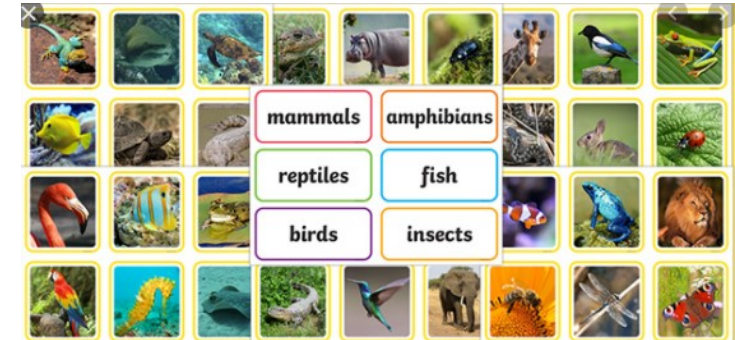 mammals
amphibians
reptiles
fish
birds
insects